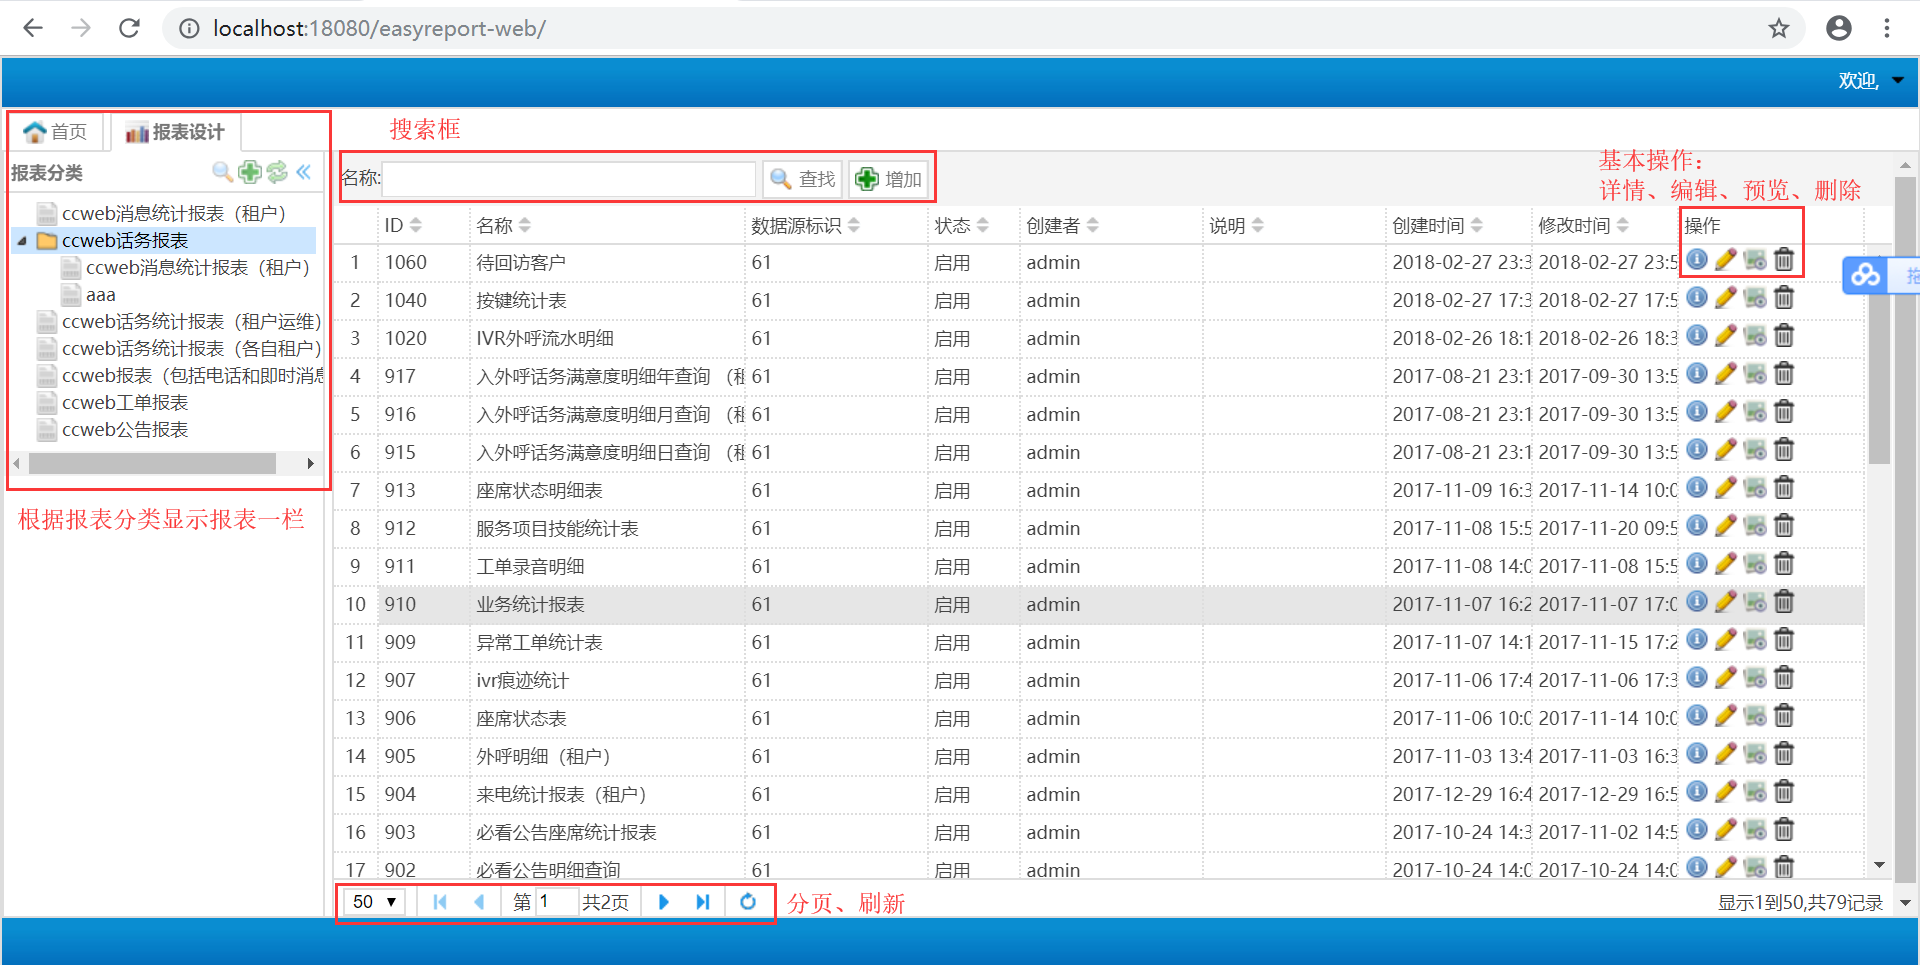 localhost:18080/easyreport-web/
欢迎,
首页 报表设计
搜索框
报表分类
名称: 查找 增加
基本操作:
详情、编辑、预览、删除
ccweb消息统计报表（租户）
ccweb话务报表
ccweb消息统计报表（租户）
aaa
ccweb话务统计报表（租户运维）
ccweb话务统计报表（各自租户）
ccweb报表（包括电话和即时消息
ccweb工单报表
ccweb公告报表
根据报表分类显示报表一栏
ID 名称 数据源标识 状态 创建者 说明 创建时间 修改时间 操作
1 1060 待回访客户 61 启用 admin 2018-02-27 23:3 2018-02-27 23:5
2 1040 按键统计表 61 启用 admin 2018-02-27 17:3 2018-02-27 17:5
3 1020 IVR外呼流水明细 61 启用 admin 2018-02-26 18:1 2018-02-26 18:3
4 917 入外呼话务满意度明细年查询 （租 61 启用 admin 2017-08-21 23:1 2017-09-30 13:5
5 916 入外呼话务满意度明细月查询 （租 61 启用 admin 2017-08-21 23:1 2017-09-30 13:5
6 915 入外呼话务满意度明细日查询 （租 61 启用 admin 2017-08-21 23:1 2017-09-30 13:5
7 913 座席状态明细表 61 启用 admin 2017-11-09 16:3 2017-11-14 10:0
8 912 服务项目技能统计表 61 启用 admin 2017-11-08 15:5 2017-11-20 09:5
9 911 工单录音明细 61 启用 admin 2017-11-08 14:0 2017-11-08 15:5
10 910 业务统计报表 61 启用 admin 2017-11-07 16:2 2017-11-07 17:0
11 909 异常工单统计表 61 启用 admin 2017-11-07 14:1 2017-11-15 17:2
12 907 ivr痕迹统计 61 启用 admin 2017-11-06 17:4 2017-11-06 17:3
13 906 座席状态表 61 启用 admin 2017-11-06 10:0 2017-11-14 10:0
14 905 外呼明细（租户） 61 启用 admin 2017-11-03 13:4 2017-11-03 16:3
15 904 来电统计报表（租户） 61 启用 admin 2017-12-29 16:4 2017-12-29 16:5
16 903 必看公告座席统计报表 61 启用 admin 2017-10-24 14:3 2017-11-02 14:5
17 902 必看公告明细查询 61 启用 admin 2017-10-24 14:0 2017-10-24 14:0
50 第 1 共2页
分页、刷新
显示1到50,共79记录